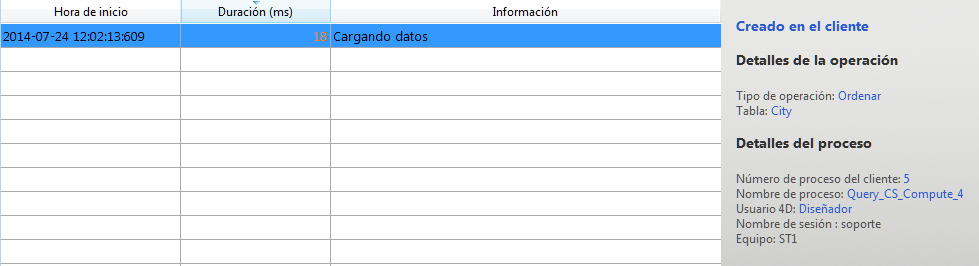 Hora de inicio Duración (ms) Información
2014-07-24 12:02:13:609 18 Cargando datos
Creado en el cliente
Detalles de la operación
Tipo de operación: Ordenar
Tabla: City
Detalles del proceso
Número de proceso del cliente: 5
Nombre de proceso: Query_CS_Compute_4
Usuario 4D: Diseñador
Nombre de sesión : soporte
Equipo: ST1